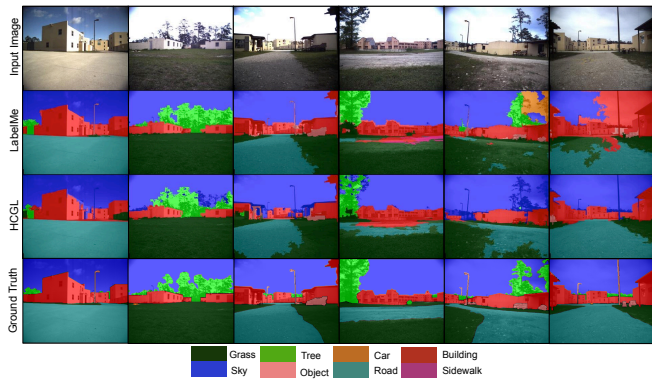 Input Image
LabelMe
HCGL
Ground Truth
Grass Tree Car Building
Sky Object Road Sidewalk